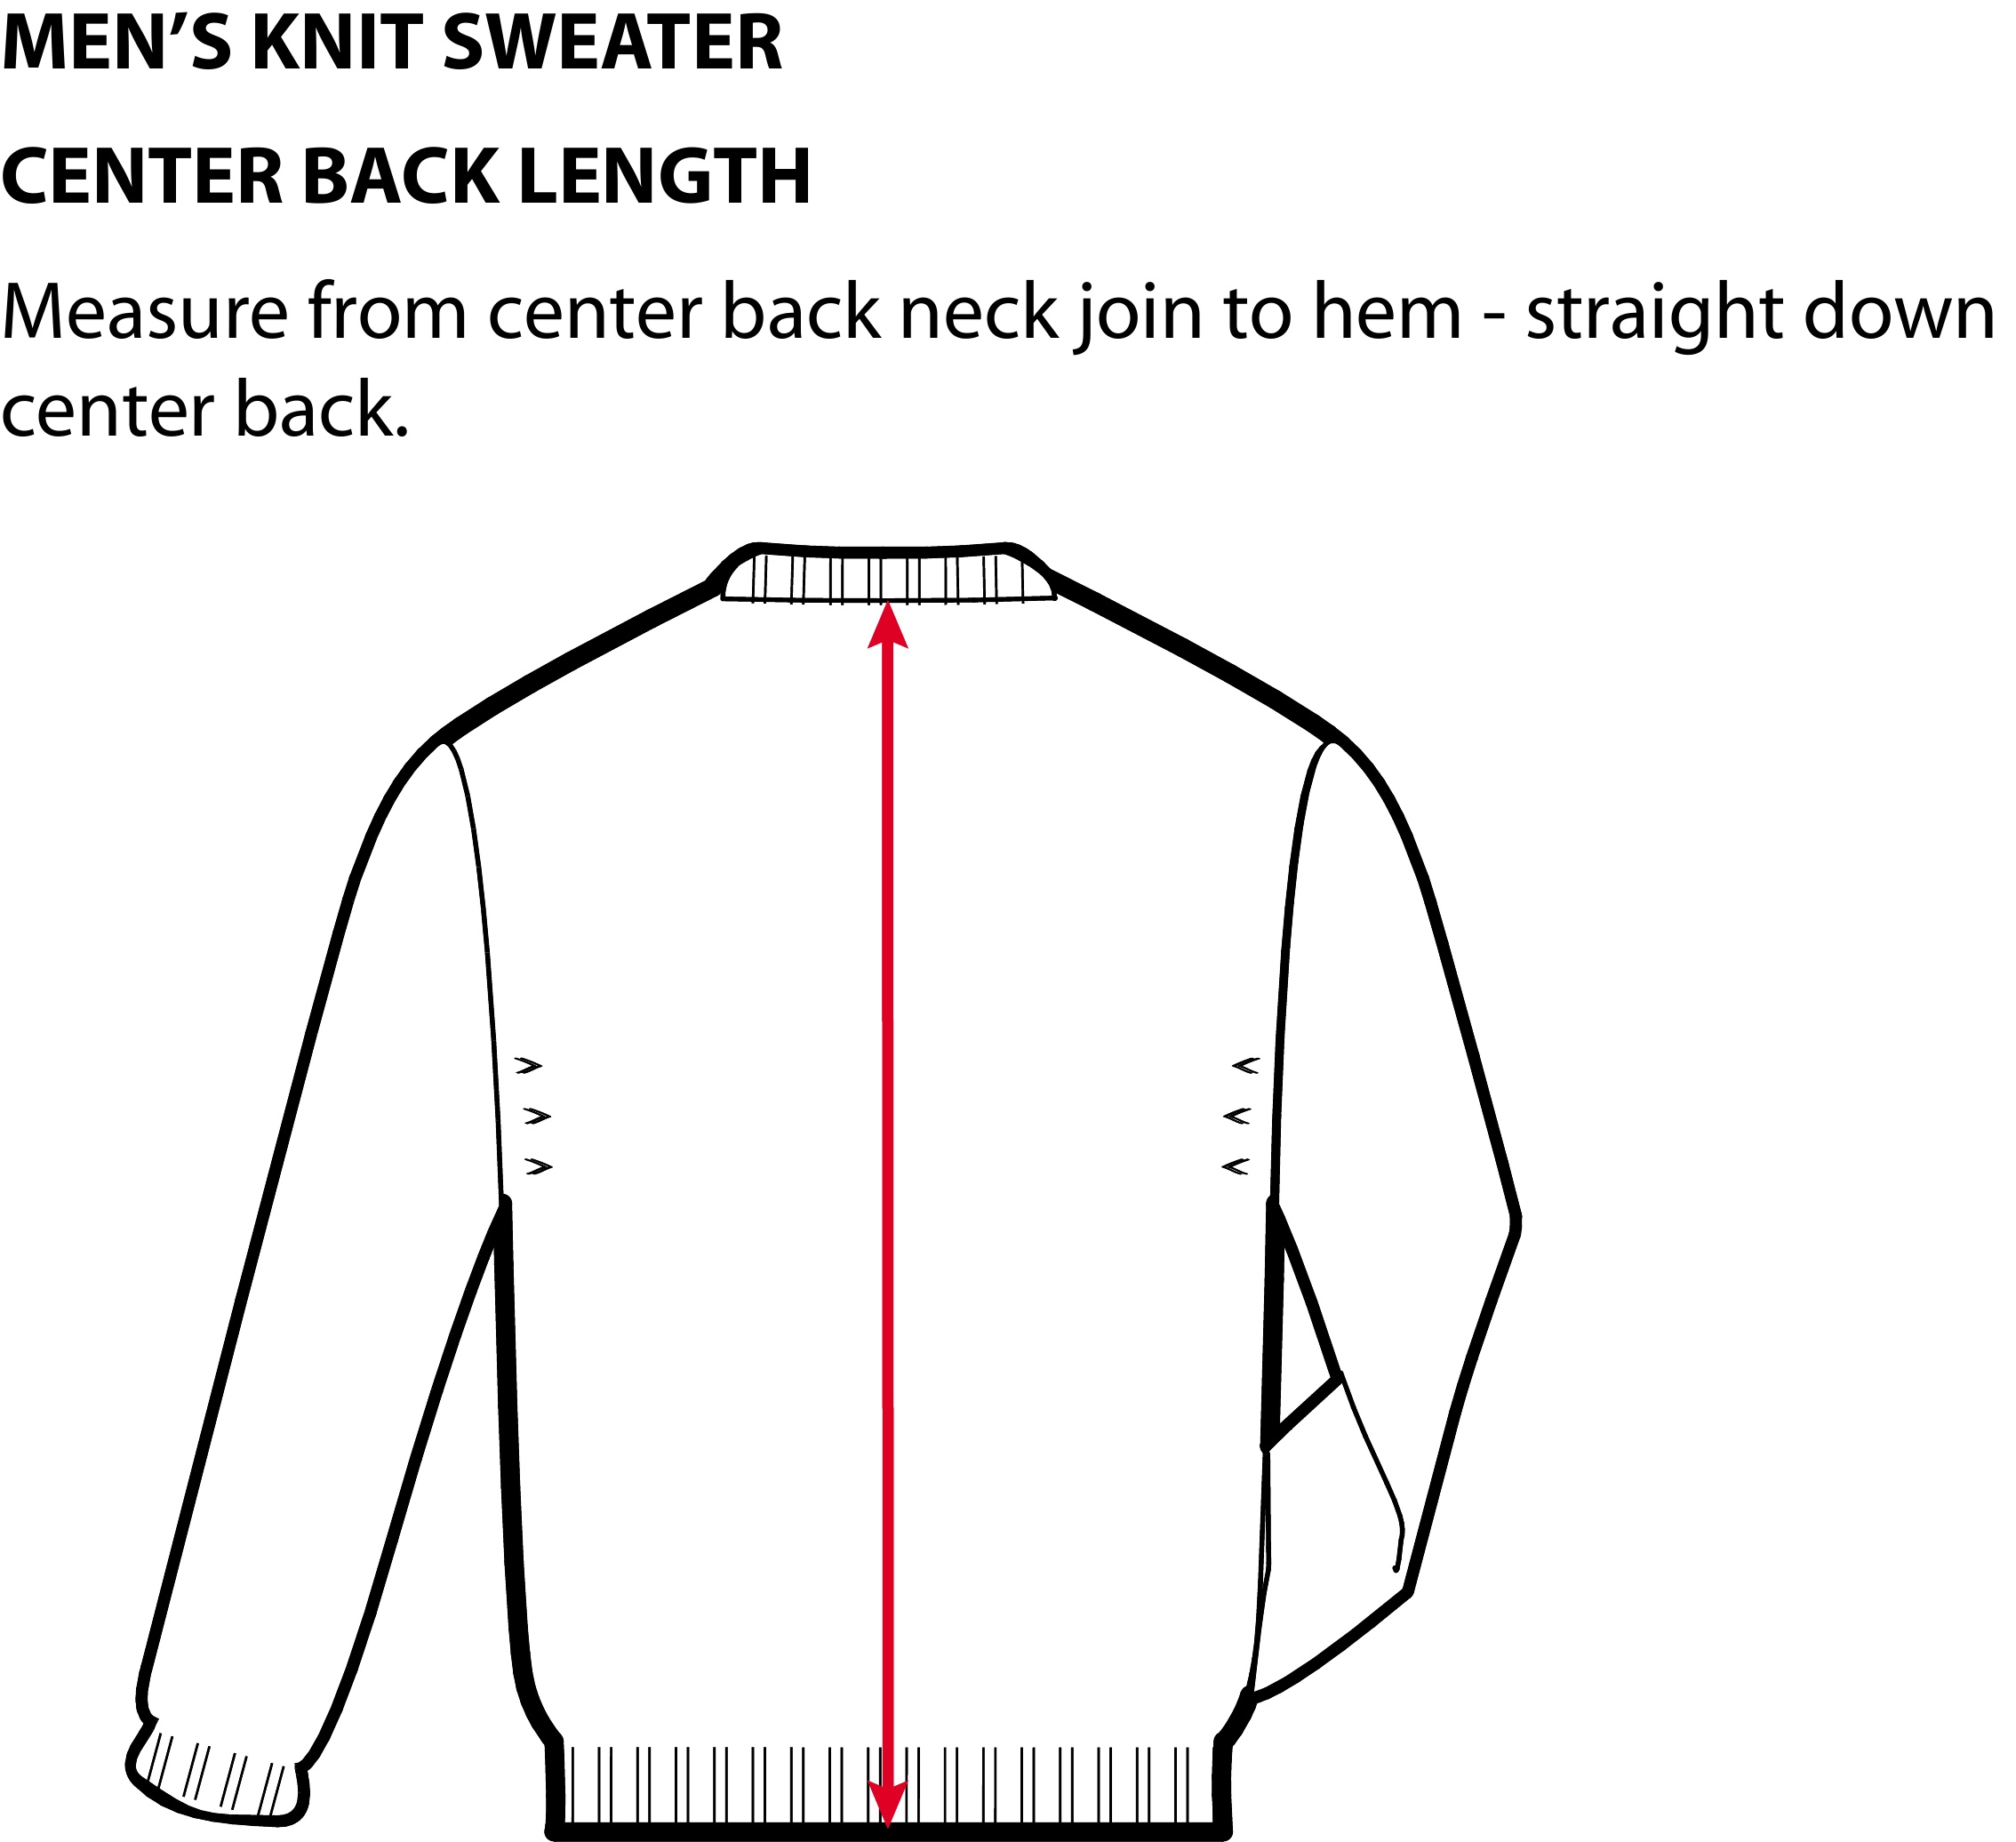 MEN’S KNIT SWEATER
CENTER BACK LENGTH
Measure from center back neck join to hem - straight down
center back.